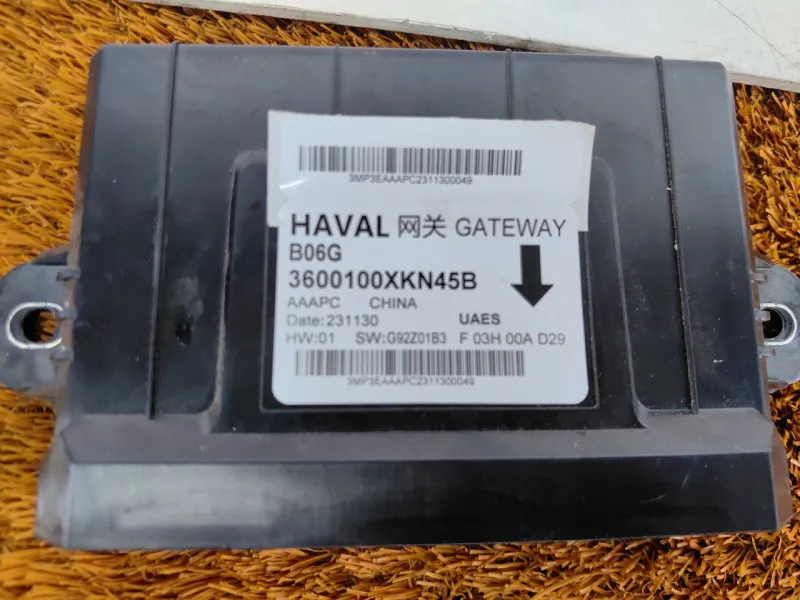 3MP3EAAAPC2311300049
HAVAL 网关 GATEWAY
B06G
3600100XKN45B
AAAPC CHINA
Date:231130 UAES
HW:01 SW:G92Z01B3 F 03H 00A D29
3MP3EAAAPC2311300049